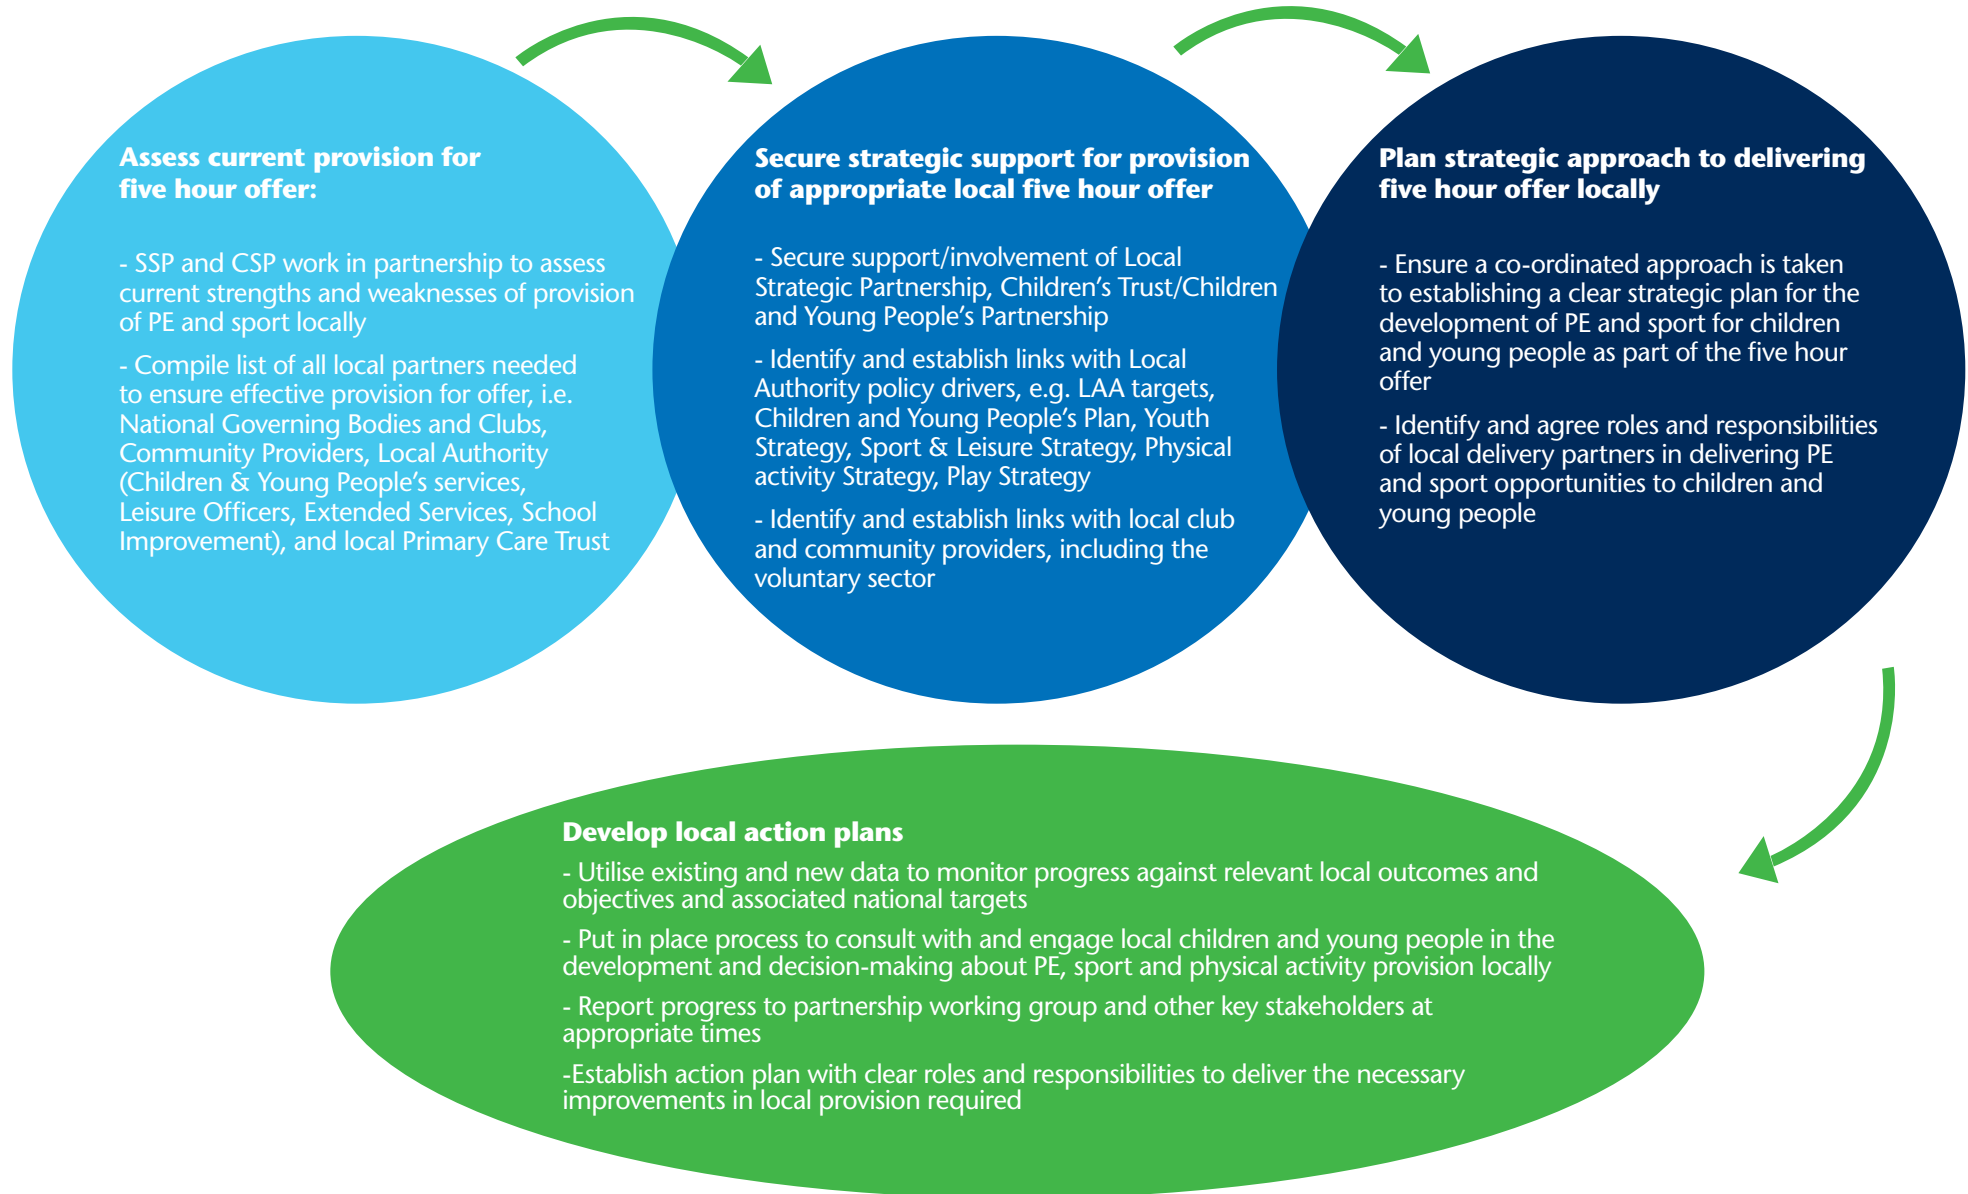 Assess current provision for
five hour offer:
- SSP and CSP work in partnership to assess
current strengths and weaknesses of provision
of PE and sport locally
- Compile list of all local partners needed
to ensure effective provision for offer, i.e.
National Governing Bodies and Clubs,
Community Providers, Local Authority
(Children & Young People’s services,
Leisure Officers, Extended Services, School
Improvement), and local Primary Care Trust
Secure strategic support for provision
of appropriate local five hour offer
- Secure support/involvement of Local
Strategic Partnership, Children’s Trust/Children
and Young People’s Partnership
- Identify and establish links with Local
Authority policy drivers, e.g. LAA targets,
Children and Young People’s Plan, Youth
Strategy, Sport & Leisure Strategy, Physical
activity Strategy, Play Strategy
- Identify and establish links with local club
and community providers, including the
voluntary sector
Plan strategic approach to delivering
five hour offer locally
- Ensure a co-ordinated approach is taken
to establishing a clear strategic plan for the
development of PE and sport for children
and young people as part of the five hour
offer
- Identify and agree roles and responsibilities
of local delivery partners in delivering PE
and sport opportunities to children and
young people
Develop local action plans
- Utilise existing and new data to monitor progress against relevant local outcomes and
objectives and associated national targets
- Put in place process to consult with and engage local children and young people in the
development and decision-making about PE, sport and physical activity provision locally
- Report progress to partnership working group and other key stakeholders at
appropriate times
-Establish action plan with clear roles and responsibilities to deliver the necessary
improvements in local provision required